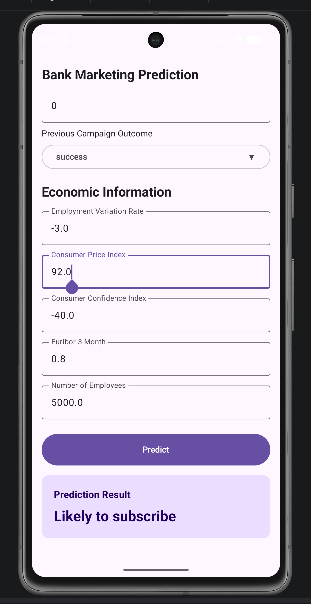 Bank Marketing Prediction
0
Previous Campaign Outcome
success
Economic Information
Employment Variation Rate
-3.0
Consumer Price Index
92.0
Consumer Confidence Index
-40.0
Euribor 3 Month
0.8
Number of Employees
5000.0
Predict
Prediction Result
Likely to subscribe